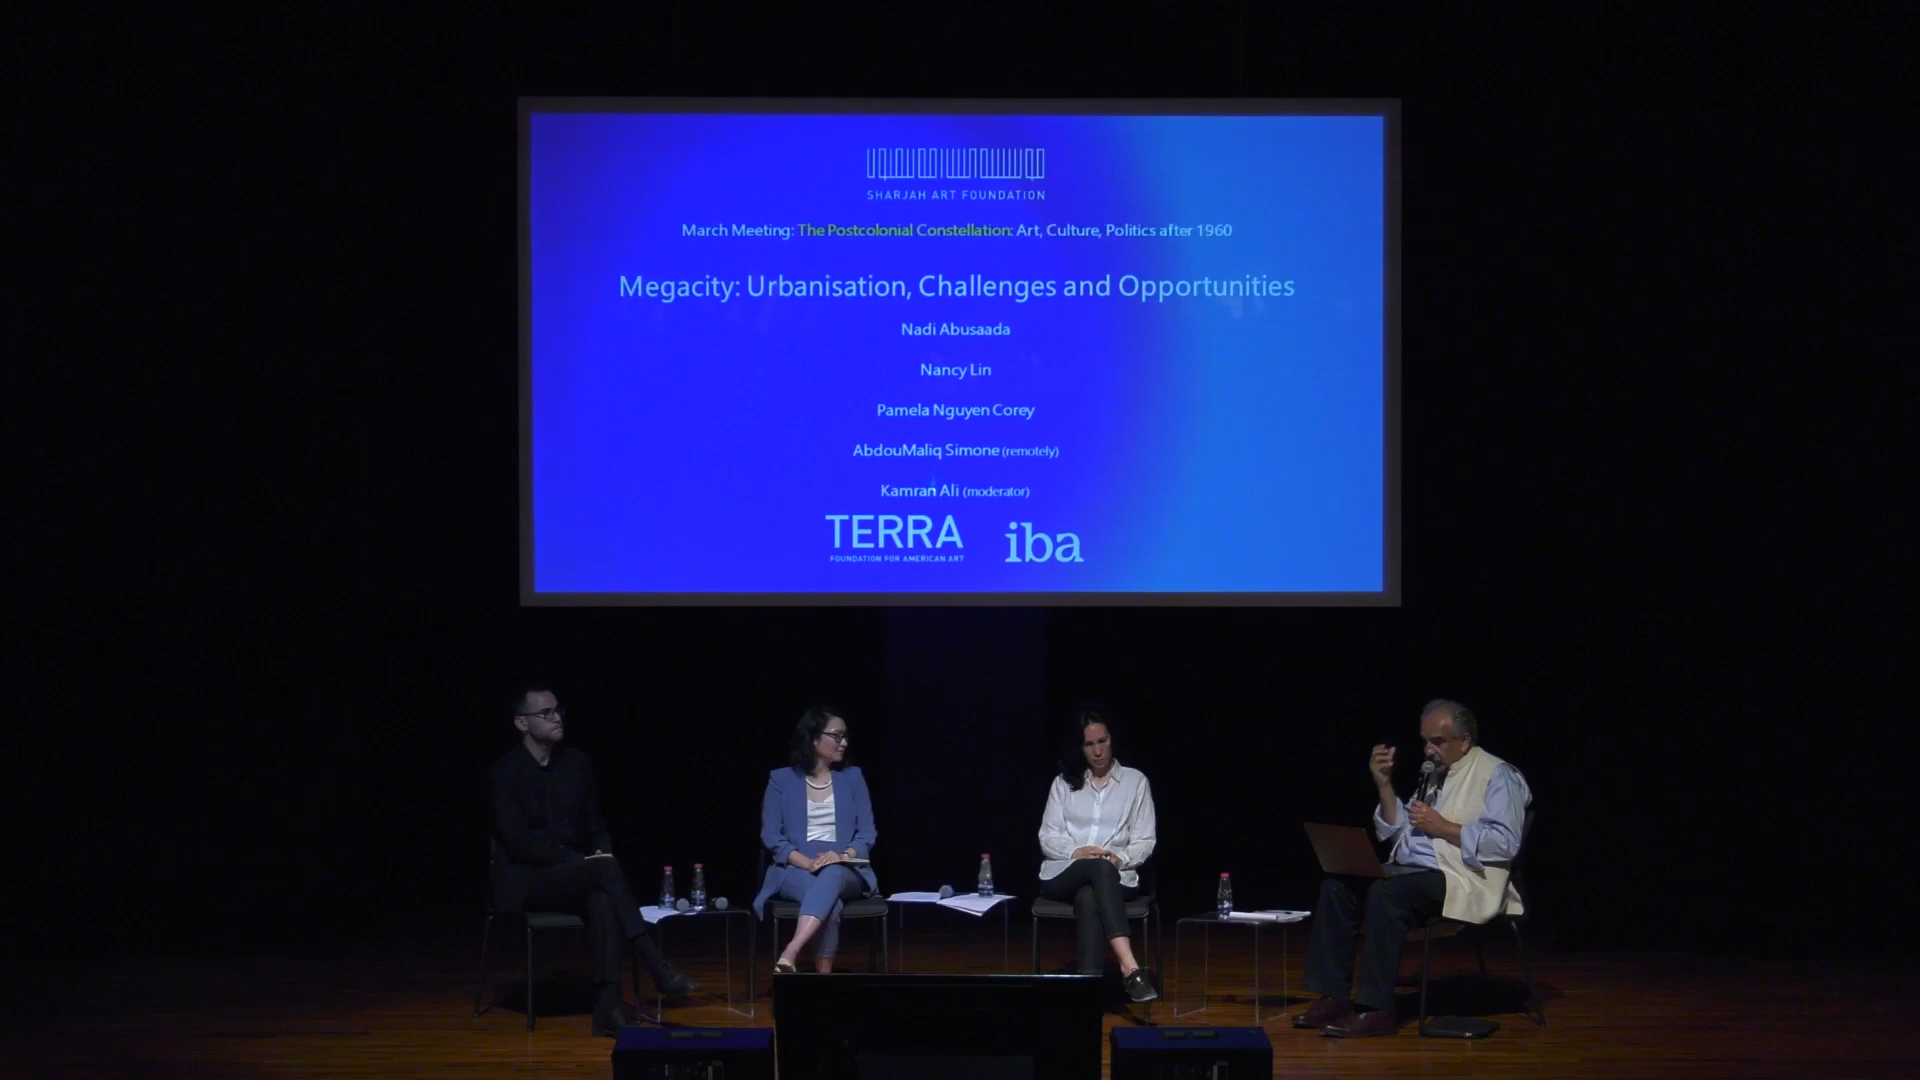 SHARJAH ART FOUNDATION
March Meeting: The Postcolonial Constellation: Art, Culture, Politics after 1960
Megacity: Urbanisation, Challenges and Opportunities
Nadi Abusaada
Nancy Lin
Pamela Nguyen Corey
AbdouMaliq Simone (remotely)
Kamran Ali (moderator)
TERRA iba
FOUNDATION FOR AMERICAN ART